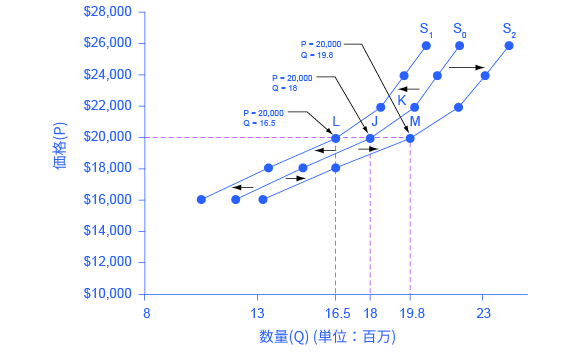 $28,000
$26,000
$24,000
$22,000
$20,000
$18,000
$16,000
$14,000
$12,000
$10,000
価格(P)
S1
S0
S2
P = 20,000
Q = 19.8
P = 20,000
Q = 18
P = 20,000
Q = 16.5
K
L
J
M
8
13
16.5
18
19.8
23
数量(Q) (単位：百万)